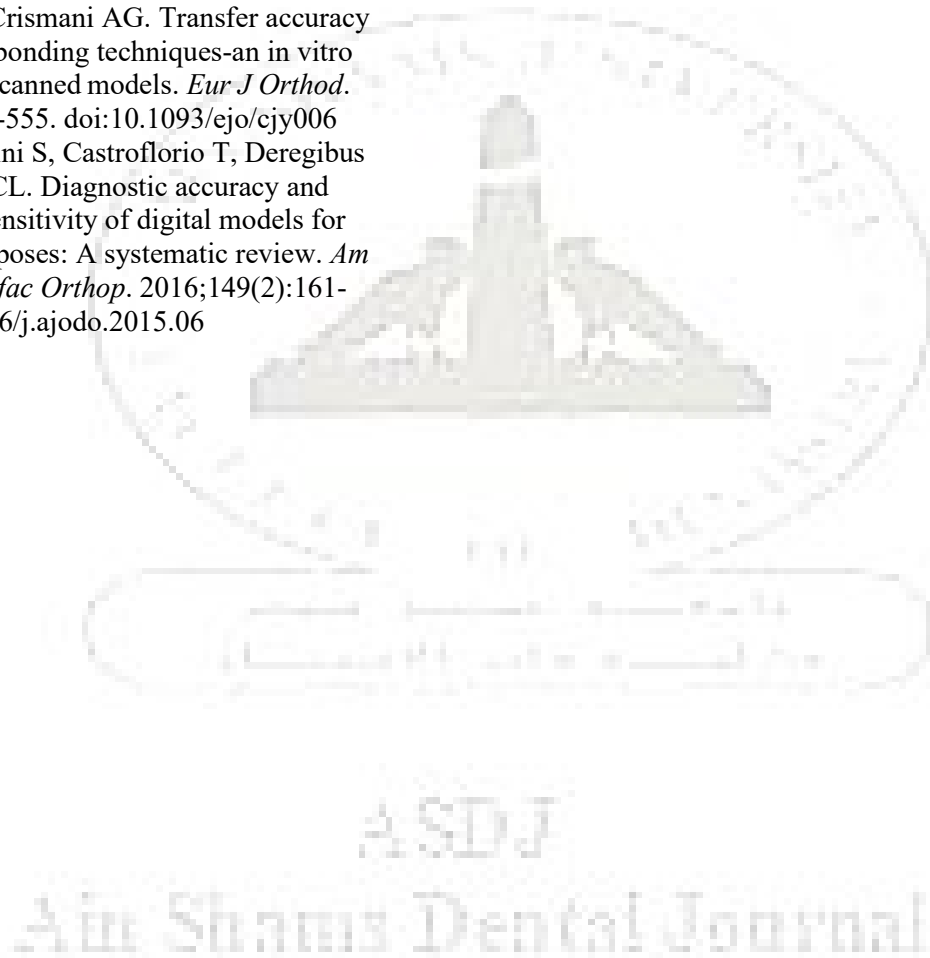 Crismani AG. Transfer accuracy
bonding techniques-an in vitro
canned models. Eur J Orthod.
-555. doi:10.1093/ejo/cjy006
ni S, Castroflorio T, Deregibus
CL. Diagnostic accuracy and
ensitivity of digital models for
poses: A systematic review. Am
fac Orthop. 2016;149(2):161-
6/j.ajodo.2015.06
ASDJ
Ain Shams Dental Journal